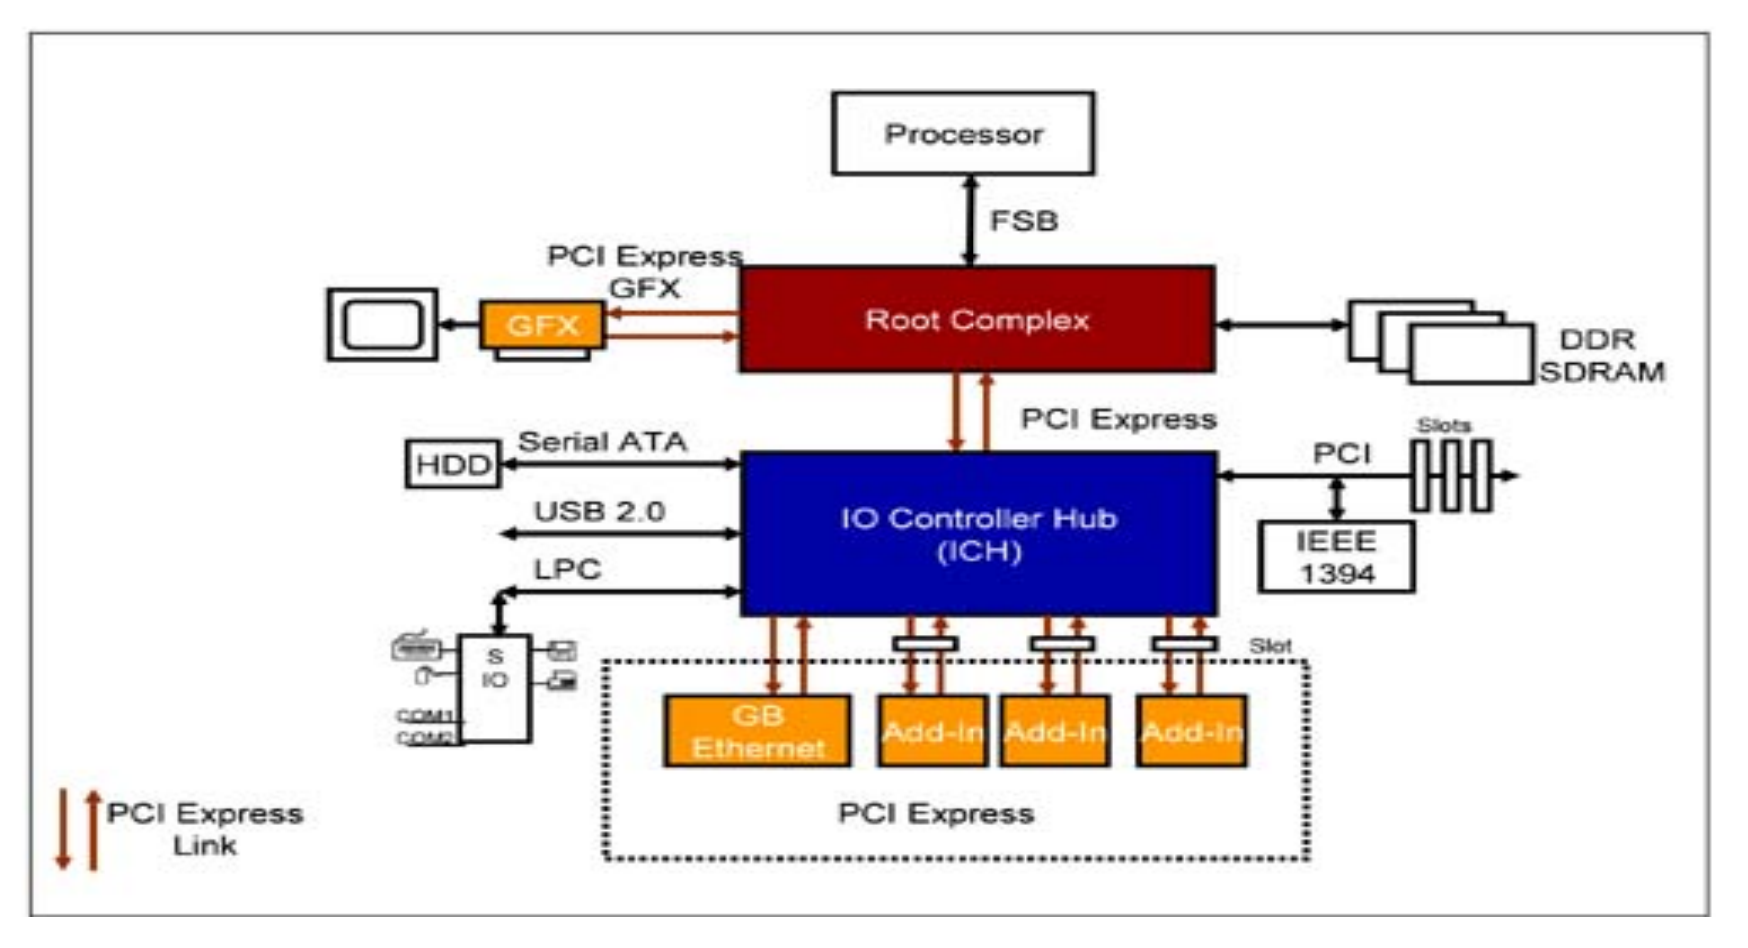 Processor
FSB
PCI Express
GFX
GFX
Root Complex
DDR
SDRAM
PCI Express
Slots
Serial ATA
HDD
PCI
USB 2.0
IO Controller Hub
(ICH)
IEEE
1394
LPC
S
IO
COM1
COM2
Slot
GB
Ethernet
Add-In
Add-In
Add-In
PCI Express
PCI Express
Link